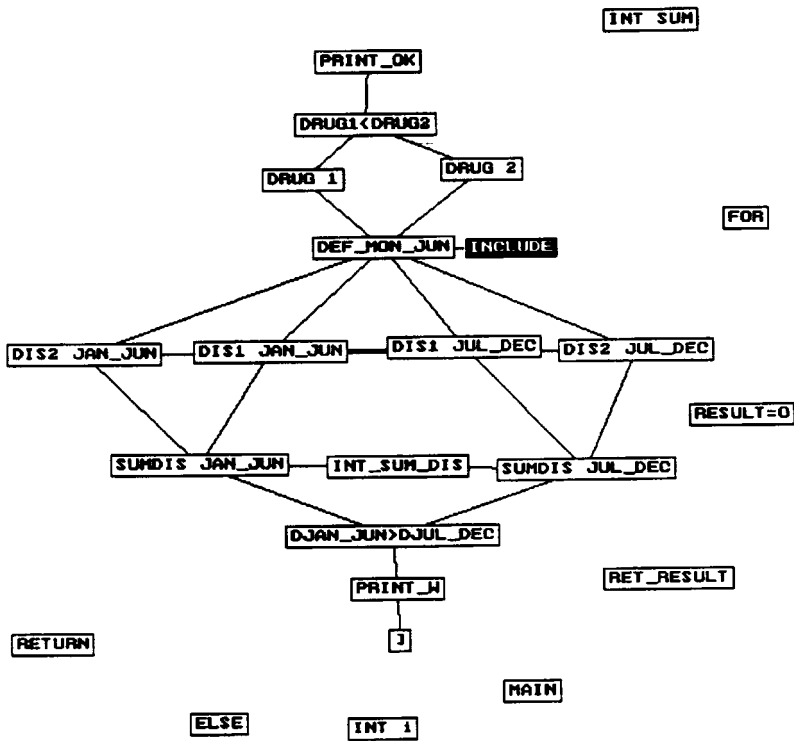 INT SUM
PRINT_OK
DRUG1<DRUG2
DRUG 1
DRUG 2
FOR
DEF_MON_JUN
INCLUDE
DIS2 JAN_JUN
DIS1 JAN_JUN
DIS1 JUL_DEC
DIS2 JUL_DEC
RESULT=0
SUMDIS JAN_JUN
INT_SUM_DIS
SUMDIS JUL_DEC
DJAN_JUN>DJUL_DEC
PRINT_W
RET_RESULT
RETURN
J
MAIN
ELSE
INT i